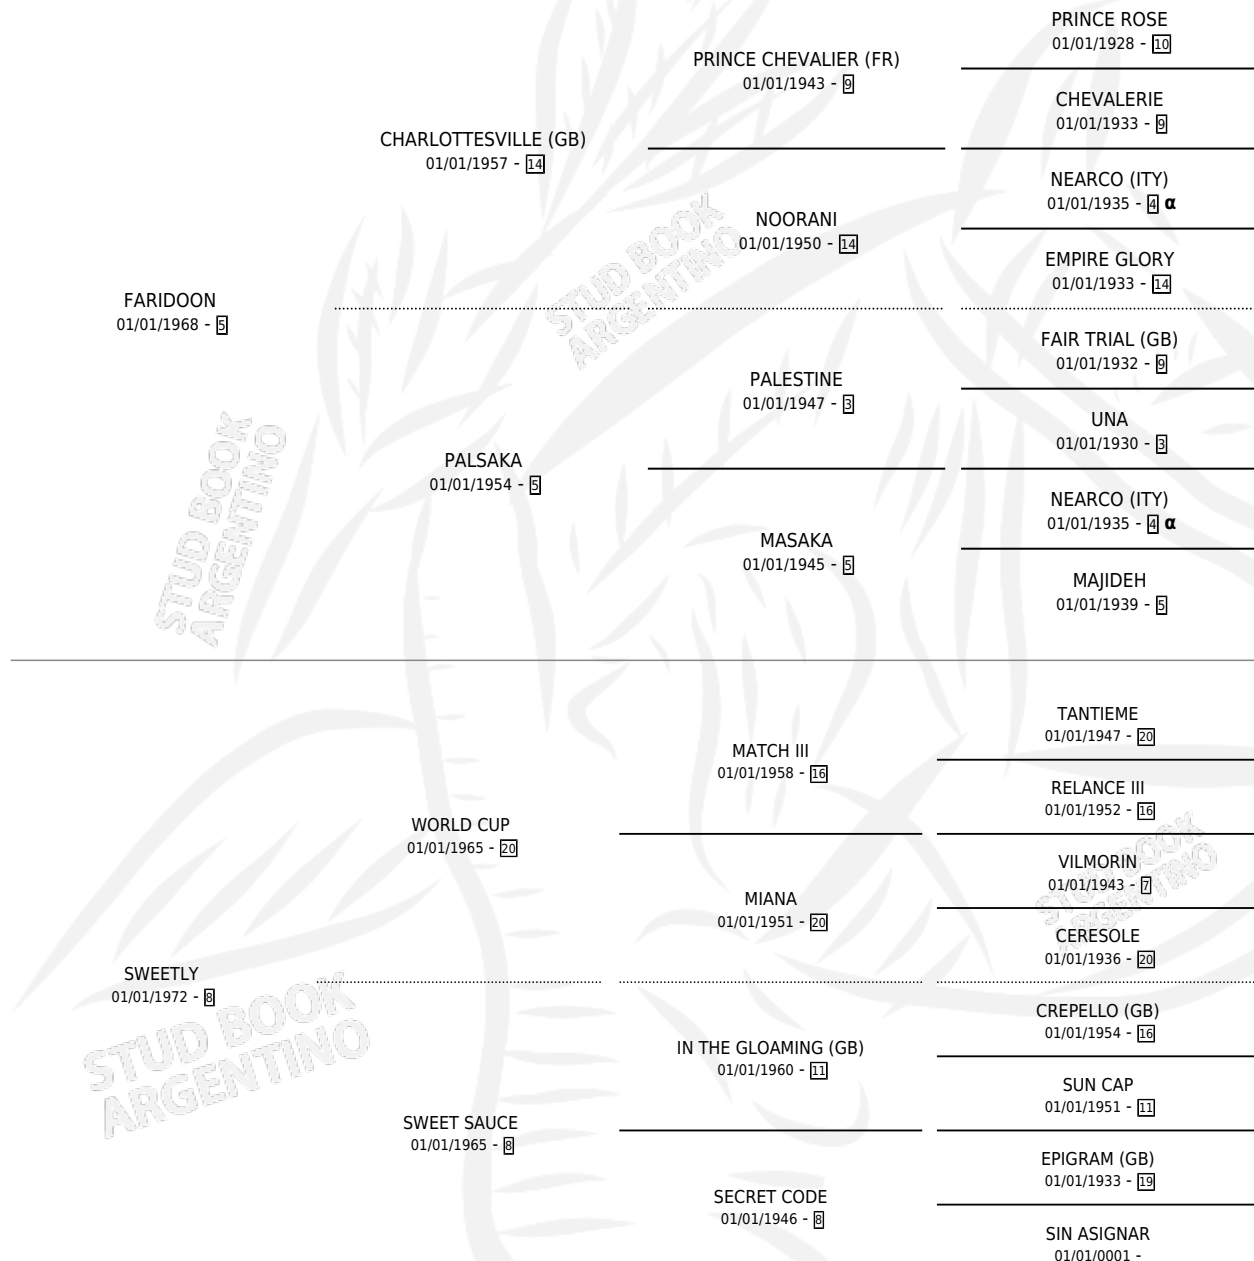 PRINCE ROSE
01/01/1928 - 10
PRINCE CHEVALIER (FR)
01/01/1943 - 9
CHEVALERIE
01/01/1933 - 9
CHARLOTTESVILLE (GB)
01/01/1957 - 14
NEARCO (ITY)
01/01/1935 - 4 α
NOORANI
01/01/1950 - 14
EMPIRE GLORY
01/01/1933 - 14
STUD BOOK
ARGENTINO
FARIDOON
01/01/1968 - 5
FAIR TRIAL (GB)
01/01/1932 - 9
PALESTINE
01/01/1947 - 3
UNA
01/01/1930 - 3
PALSAKA
01/01/1954 - 5
STUD BOOK
ARGENTINO
NEARCO (ITY)
01/01/1935 - 4 α
MASAKA
01/01/1945 - 5
MAJIDEH
01/01/1939 - 5
TANTIEME
01/01/1947 - 20
MATCH III
01/01/1958 - 16
RELANCE III
01/01/1952 - 16
WORLD CUP
01/01/1965 - 20
VILMORIN
01/01/1943 - 7
STUD BOOK
ARGENTINO
MIANA
01/01/1951 - 20
CERESOLE
01/01/1936 - 20
SWEETLY
01/01/1972 - 8
STUD BOOK
ARGENTINO
CREPELLO (GB)
01/01/1954 - 16
IN THE GLOAMING (GB)
01/01/1960 - 11
SUN CAP
01/01/1951 - 11
SWEET SAUCE
01/01/1965 - 8
EPIGRAM (GB)
01/01/1933 - 19
SECRET CODE
01/01/1946 - 8
SIN ASIGNAR
01/01/0001 -